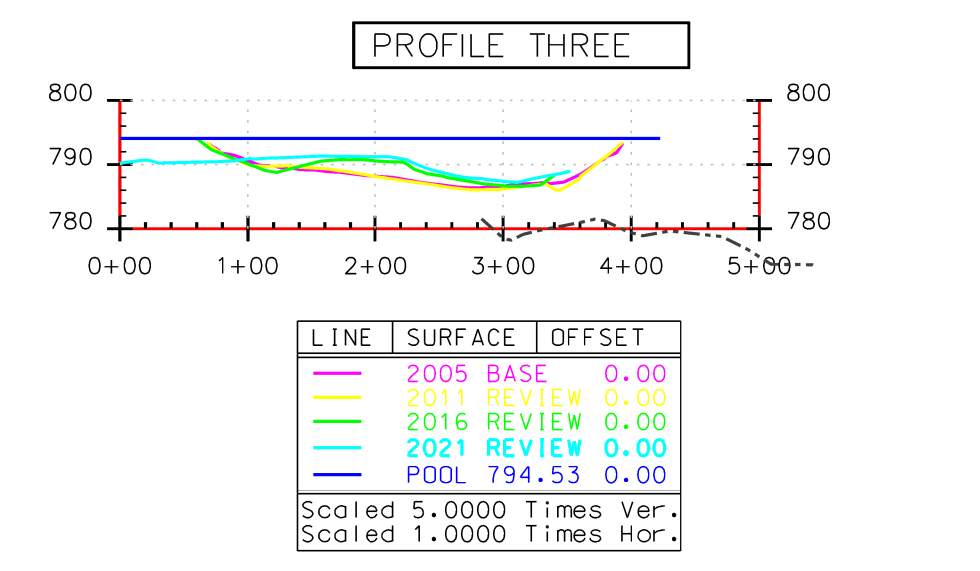 PROFILE THREE
800 800
790 790
780 780
0+00 1+00 2+00 3+00 4+00 5+00
LINE SURFACE OFFSET
2005 BASE 0.00
2011 REVIEW 0.00
2016 REVIEW 0.00
2021 REVIEW 0.00
POOL 794.53 0.00
Scaled 5.0000 Times Ver.
Scaled 1.0000 Times Hor.